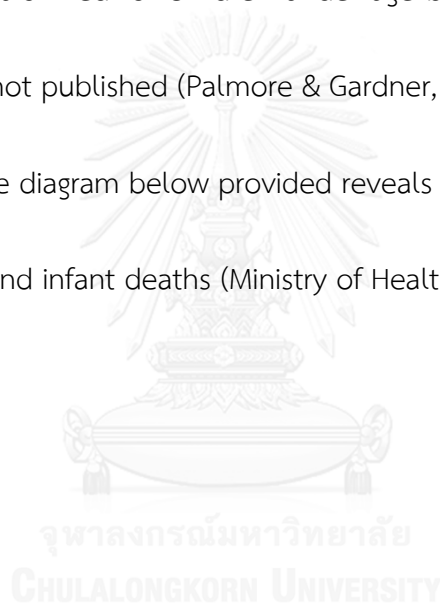 not published (Palmore & Gardner,
e diagram below provided reveals
nd infant deaths (Ministry of Healt
จุฬาลงกรณ์มหาวิทยาลัย
CHULALONGKORN UNIVERSITY